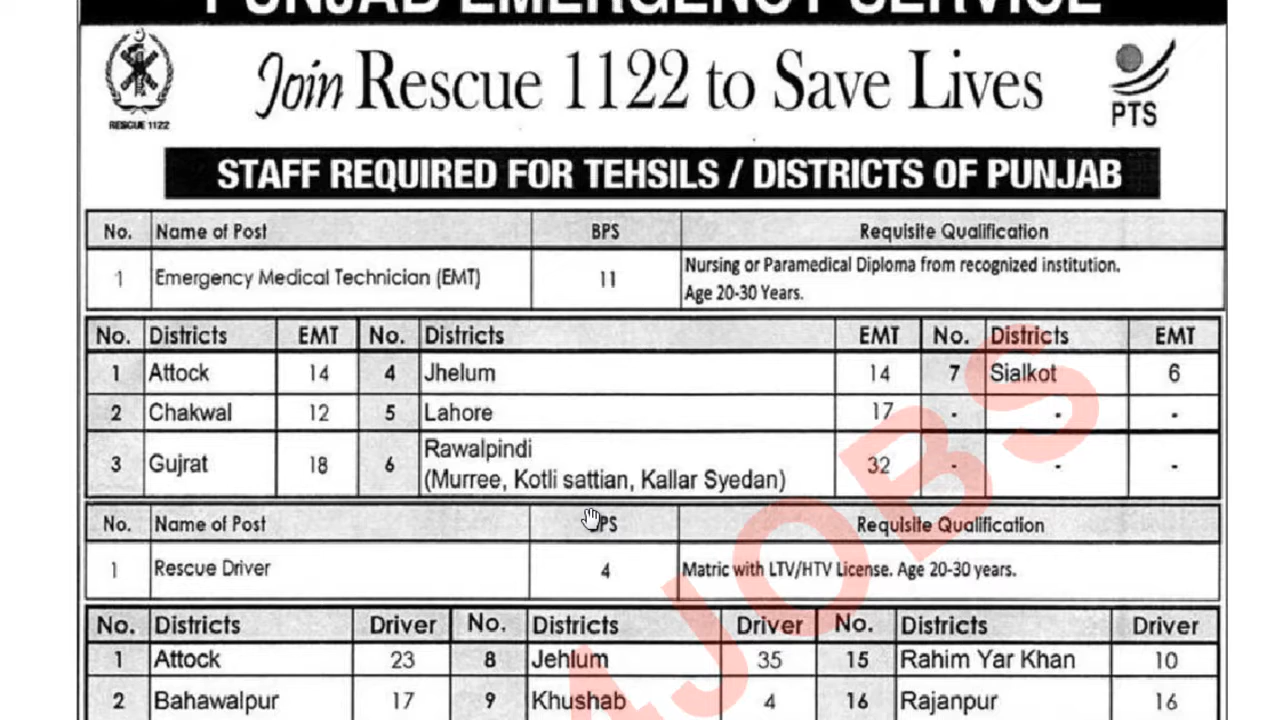 PUNJAB EMERGENCY SERVICE
Join Rescue 1122 to Save Lives
RESCUE 1122
PTS
STAFF REQUIRED FOR TEHSILS / DISTRICTS OF PUNJAB
No. Name of Post BPS Requisite Qualification
1 Emergency Medical Technician (EMT) 11 Nursing or Paramedical Diploma from recognized institution.
Age 20-30 Years.
No. Districts EMT No. Districts EMT No. Districts EMT
1 Attock 14 4 Jhelum 14 7 Sialkot 6
2 Chakwal 12 5 Lahore 17 - - -
3 Gujrat 18 6 Rawalpindi 32 - - -
(Murree, Kotli sattian, Kallar Syedan)
No. Name of Post BPS Requisite Qualification
1 Rescue Driver 4 Matric with LTV/HTV License. Age 20-30 years.
No. Districts Driver No. Districts Driver No. Districts Driver
1 Attock 23 8 Jehlum 35 15 Rahim Yar Khan 10
2 Bahawalpur 17 9 Khushab 4 16 Rajanpur 16
4JOBS